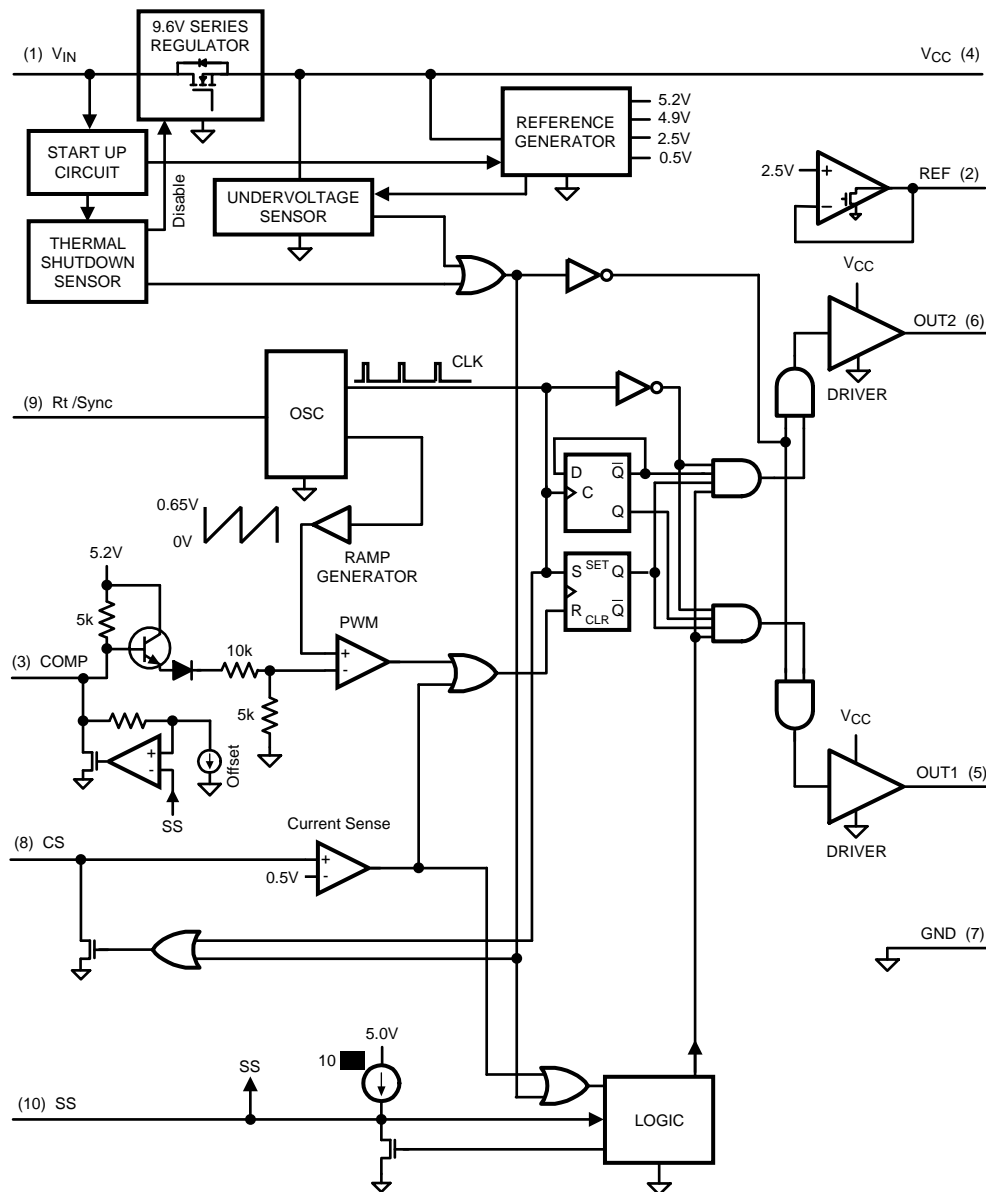 9.6V SERIES
REGULATOR
(1) VIN
VCC (4)
START UP
CIRCUIT
Disable
THERMAL
SHUTDOWN
SENSOR
UNDERVOLTAGE
SENSOR
REFERENCE
GENERATOR
5.2V
4.9V
2.5V
0.5V
2.5V
+
−
REF (2)
VCC
OUT2 (6)
DRIVER
CLK
OSC
(9) Rt /Sync
0.65V
0V
RAMP
GENERATOR
D
Q
C
Q
S
SET
Q
R
CLR
Q
5.2V
5k
(3) COMP
10k
5k
PWM
+
-
+
-
SS
Offset
VCC
OUT1 (5)
DRIVER
(8) CS
Current Sense
+
0.5V
-
GND (7)
5.0V
10
SS
(10) SS
LOGIC